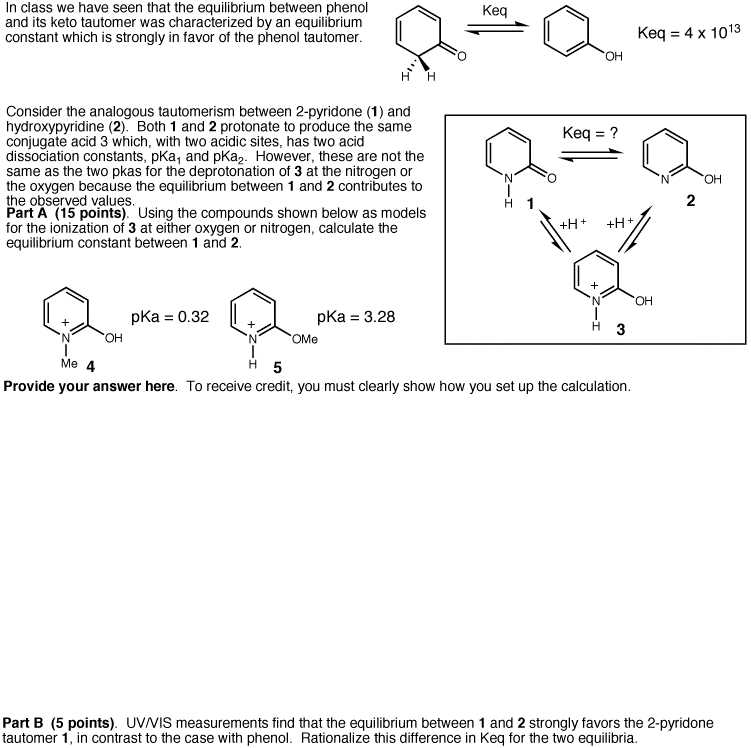 In class we have seen that the equilibrium between phenol
and its keto tautomer was characterized by an equilibrium
constant which is strongly in favor of the phenol tautomer.
Keq
O
H H
OH
Keq = 4 x 10¹³
Consider the analogous tautomerism between 2-pyridone (1) and
hydroxypyridine (2). Both 1 and 2 protonate to produce the same
conjugate acid 3 which, with two acidic sites, has two acid
dissociation constants, pKa₁ and pKa₂. However, these are not the
same as the two pkas for the deprotonation of 3 at the nitrogen or
the oxygen because the equilibrium between 1 and 2 contributes to
the observed values.
Part A (15 points). Using the compounds shown below as models
for the ionization of 3 at either oxygen or nitrogen, calculate the
equilibrium constant between 1 and 2.
Keq = ?
N
O
H
1
N
OH
2
+H⁺
+H⁺
+
N
OH
H
3
+
N
OH
Me
4
pKa = 0.32
+
N
OMe
H
5
pKa = 3.28
Provide your answer here. To receive credit, you must clearly show how you set up the calculation.
Part B (5 points). UV/VIS measurements find that the equilibrium between 1 and 2 strongly favors the 2-pyridone
tautomer 1, in contrast to the case with phenol. Rationalize this difference in Keq for the two equilibria.